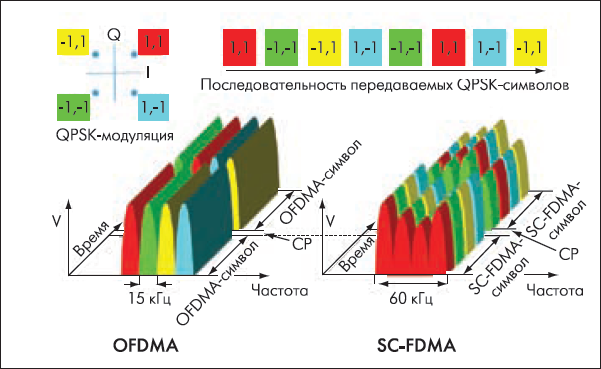 Q
-1,1
1,1
I
-1,-1
1,-1
QPSK-модуляция
1,1
-1,-1
-1,1
1,-1
-1,-1
1,1
1,-1
-1,1
Последовательность передаваемых QPSK-символов
V
Время
OFDMA-символ
CP
OFDMA-символ
15 кГц
Частота
OFDMA
V
Время
SC-FDMA-
символ
CP
SC-FDMA-
символ
60 кГц
Частота
SC-FDMA